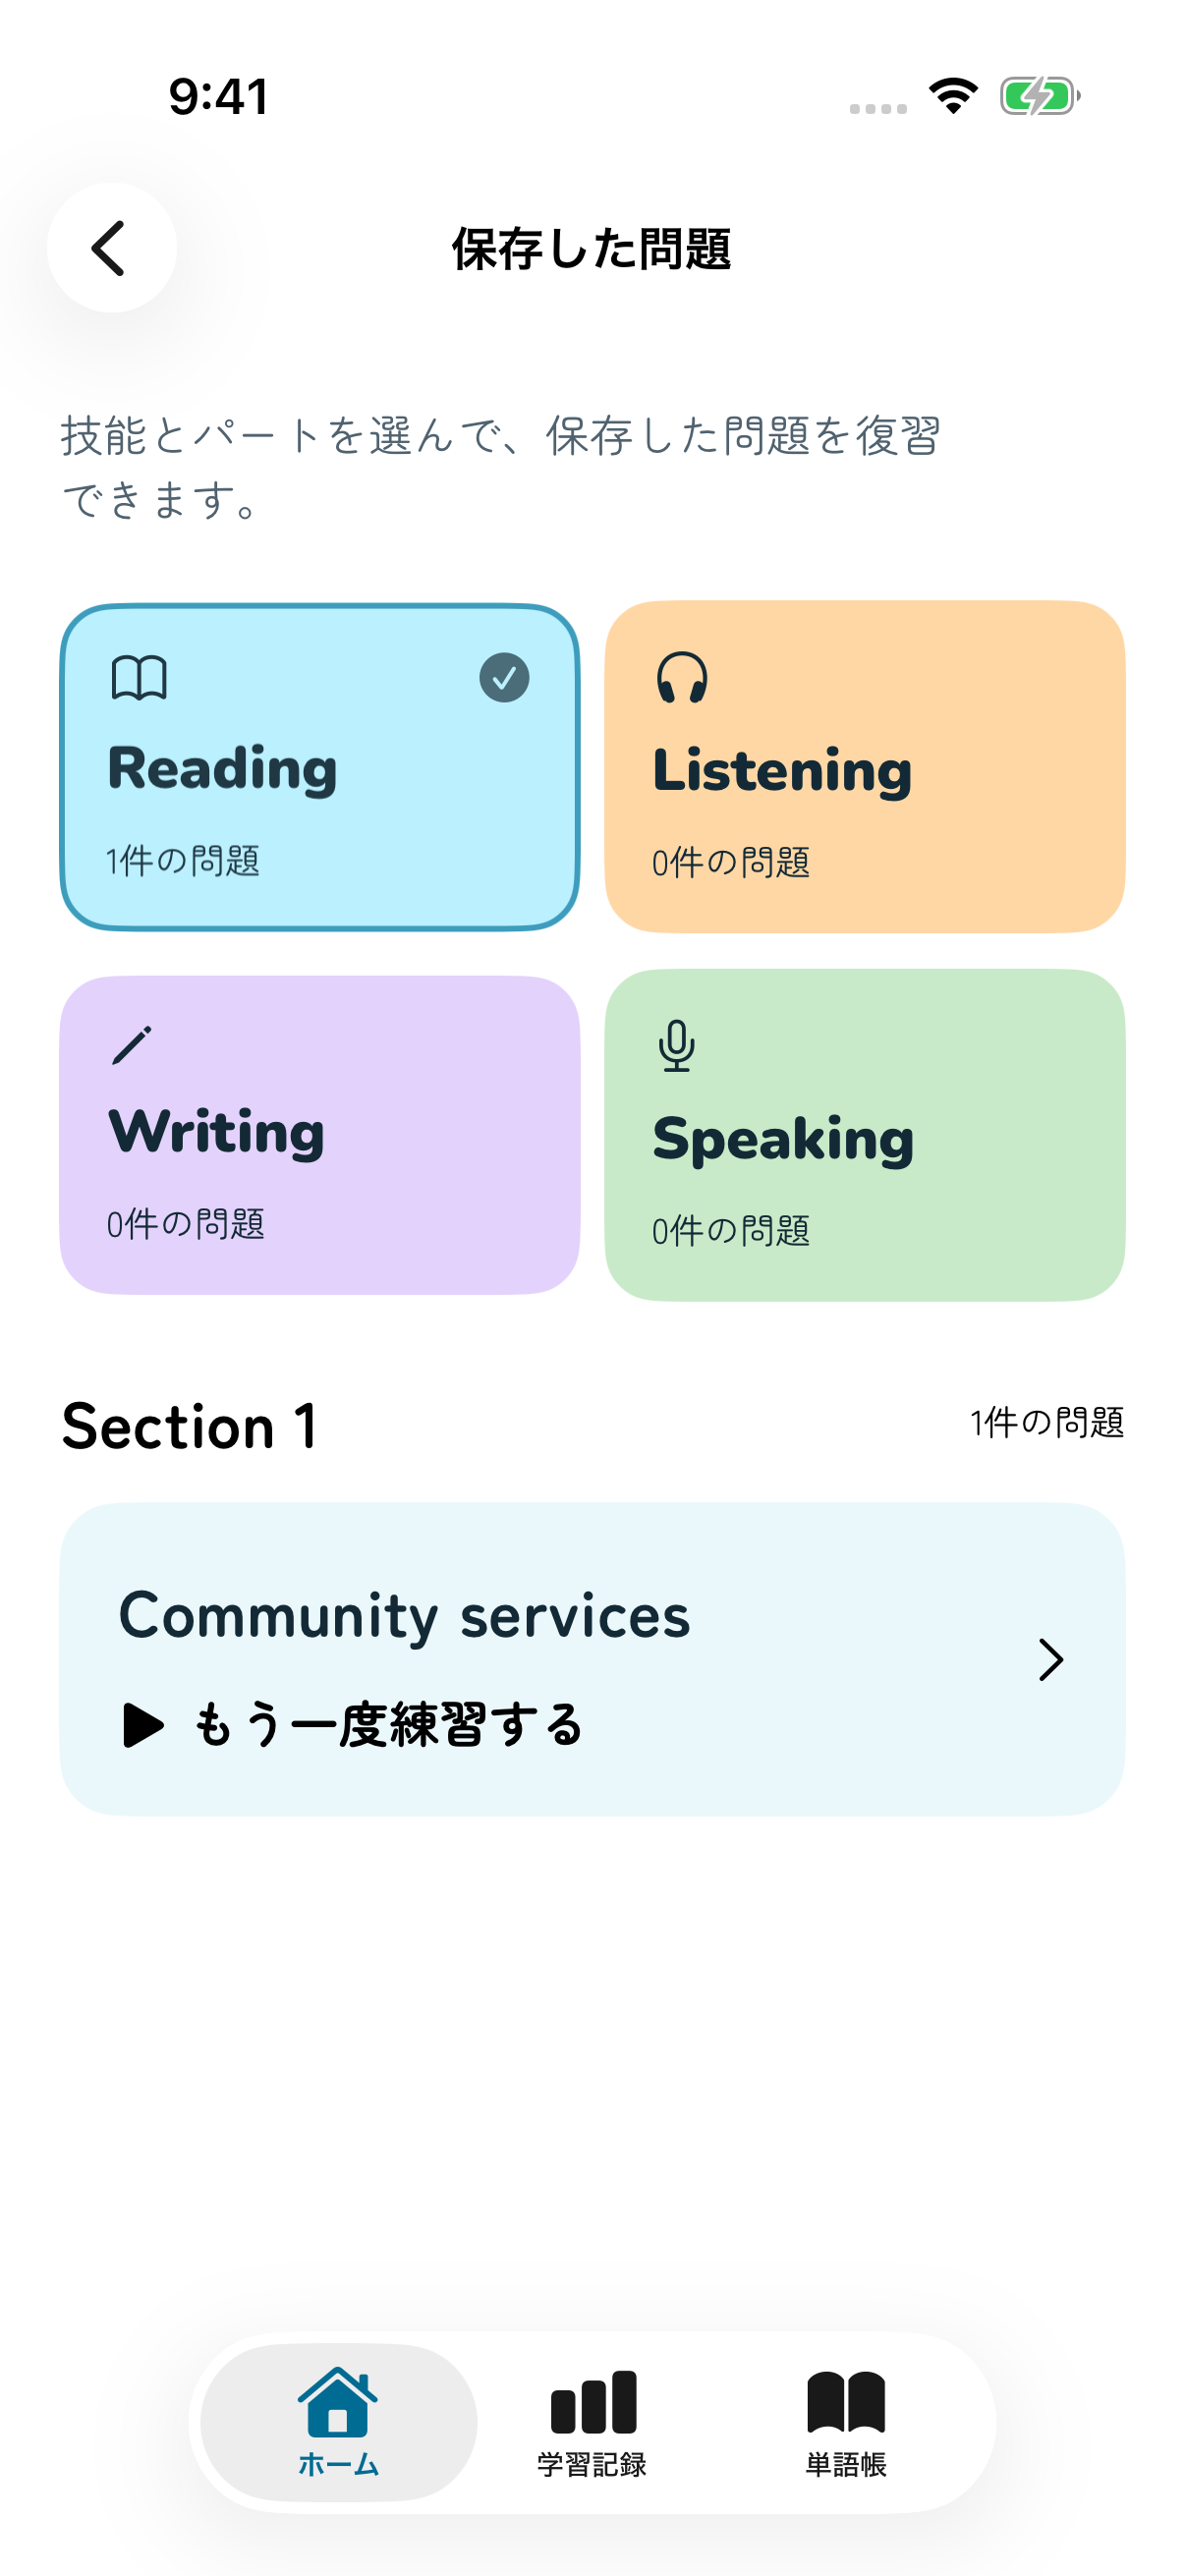 9:41
保存した問題
技能とパートを選んで、保存した問題を復習
できます。
Reading
1件の問題
Listening
0件の問題
Writing
0件の問題
Speaking
0件の問題
Section 1
1件の問題
Community services
もう一度練習する
ホーム
学習記録
単語帳